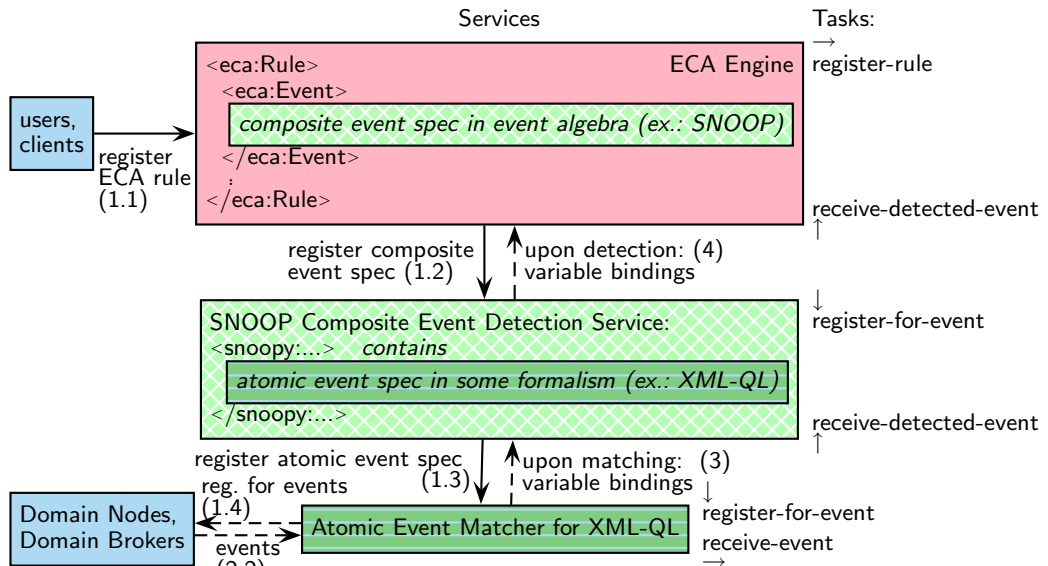 Services
Tasks:
→
<eca:Rule>
ECA Engine
register-rule
<eca:Event>
composite event spec in event algebra (ex.: SNOOP)
users,
clients
</eca:Event>
register
ECA rule
(1.1)
:
</eca:Rule>
receive-detected-event
↑
register composite
event spec (1.2)
upon detection: (4)
variable bindings
↓
SNOOP Composite Event Detection Service:
register-for-event
<snoopy:...> contains
atomic event spec in some formalism (ex.: XML-QL)
</snoopy:...>
receive-detected-event
↑
register atomic event spec
(1.3)
upon matching: (3)
variable bindings
reg. for events
(1.4)
↓
Domain Nodes,
Domain Brokers
Atomic Event Matcher for XML-QL
register-for-event
receive-event
→
events